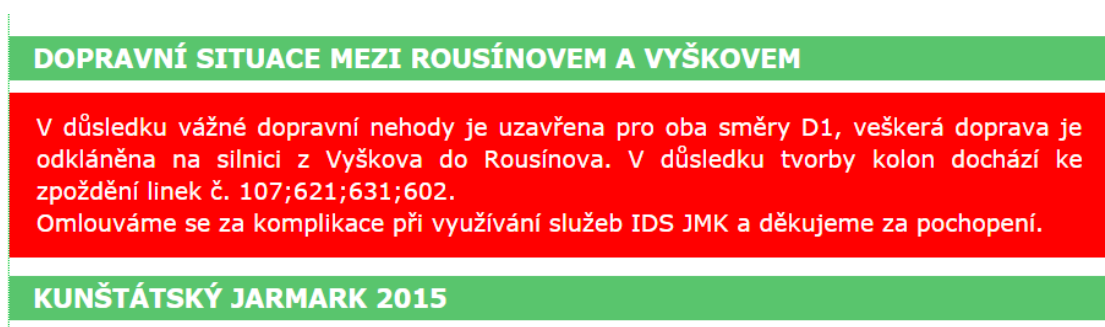 DOPRAVNÍ SITUACE MEZI ROUSÍNOVEM A VYŠKOVEM
V důsledku vážné dopravní nehody je uzavřena pro oba směry D1, veškerá doprava je
odkláněna na silnici z Vyškova do Rousínova. V důsledku tvorby kolon dochází ke
zpoždění linek č. 107;621;631;602.
Omlouváme se za komplikace při využívání služeb IDS JMK a děkujeme za pochopení.
KUNŠTÁTSKÝ JARMARK 2015